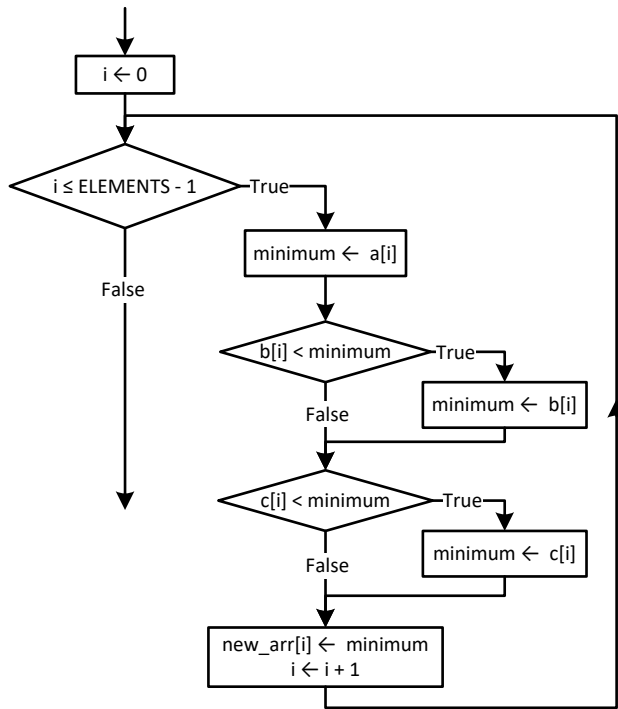 i ← 0
i ≤ ELEMENTS - 1
True
minimum ← a[i]
False
b[i] < minimum
True
minimum ← b[i]
False
c[i] < minimum
True
minimum ← c[i]
False
new_arr[i] ← minimum
i ← i + 1